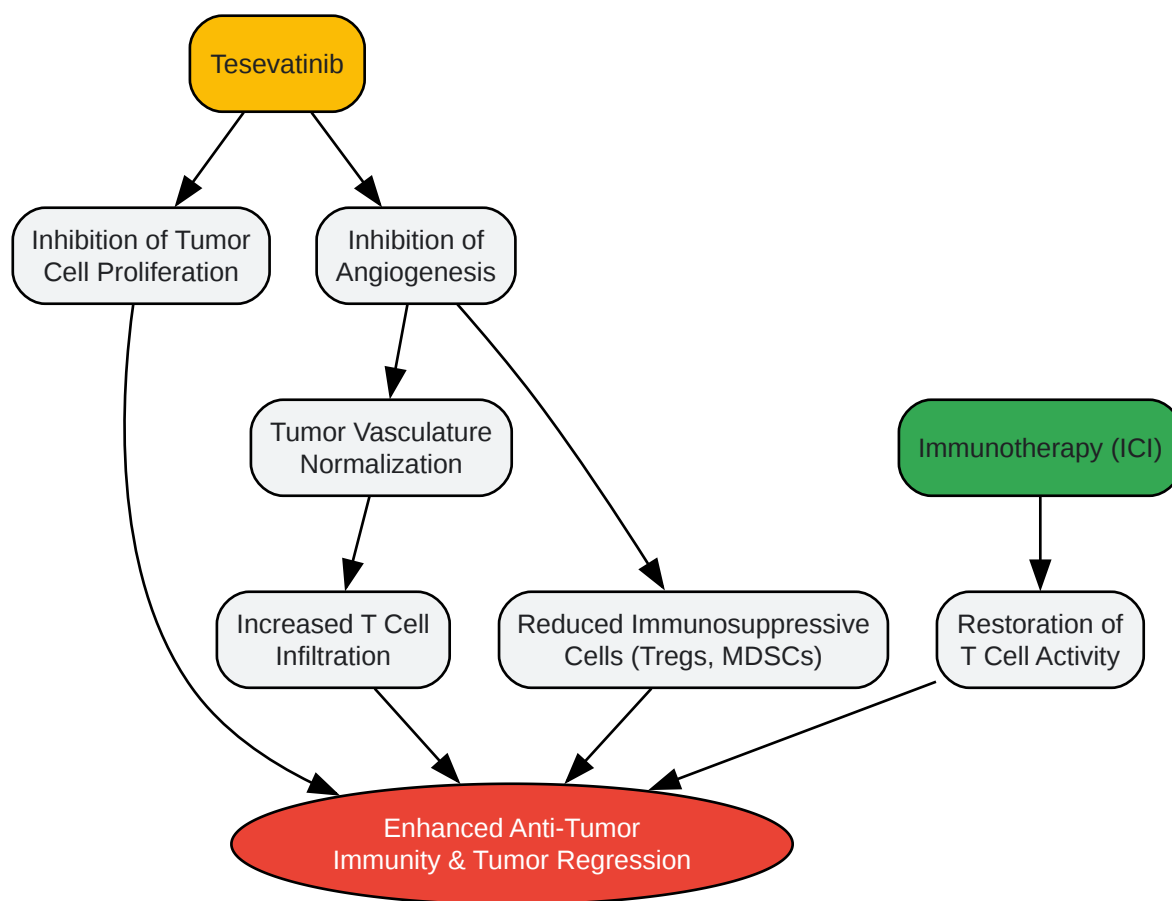 Tesevatinib
Inhibition of Tumor
Cell Proliferation
Inhibition of
Angiogenesis
Tumor Vasculature
Normalization
Immunotherapy (ICI)
Increased T Cell
Infiltration
Reduced Immunosuppressive
Cells (Tregs, MDSCs)
Restoration of
T Cell Activity
Enhanced Anti-Tumor
Immunity & Tumor Regression